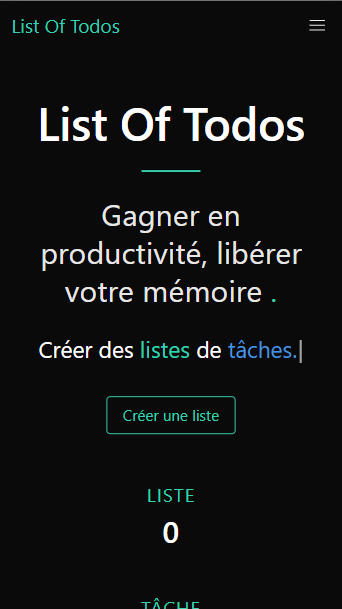 List Of Todos
List Of Todos
Gagner en
productivité, libérer
votre mémoire .
Créer des listes de tâches.|
Créer une liste
LISTE
0
TÂCHE